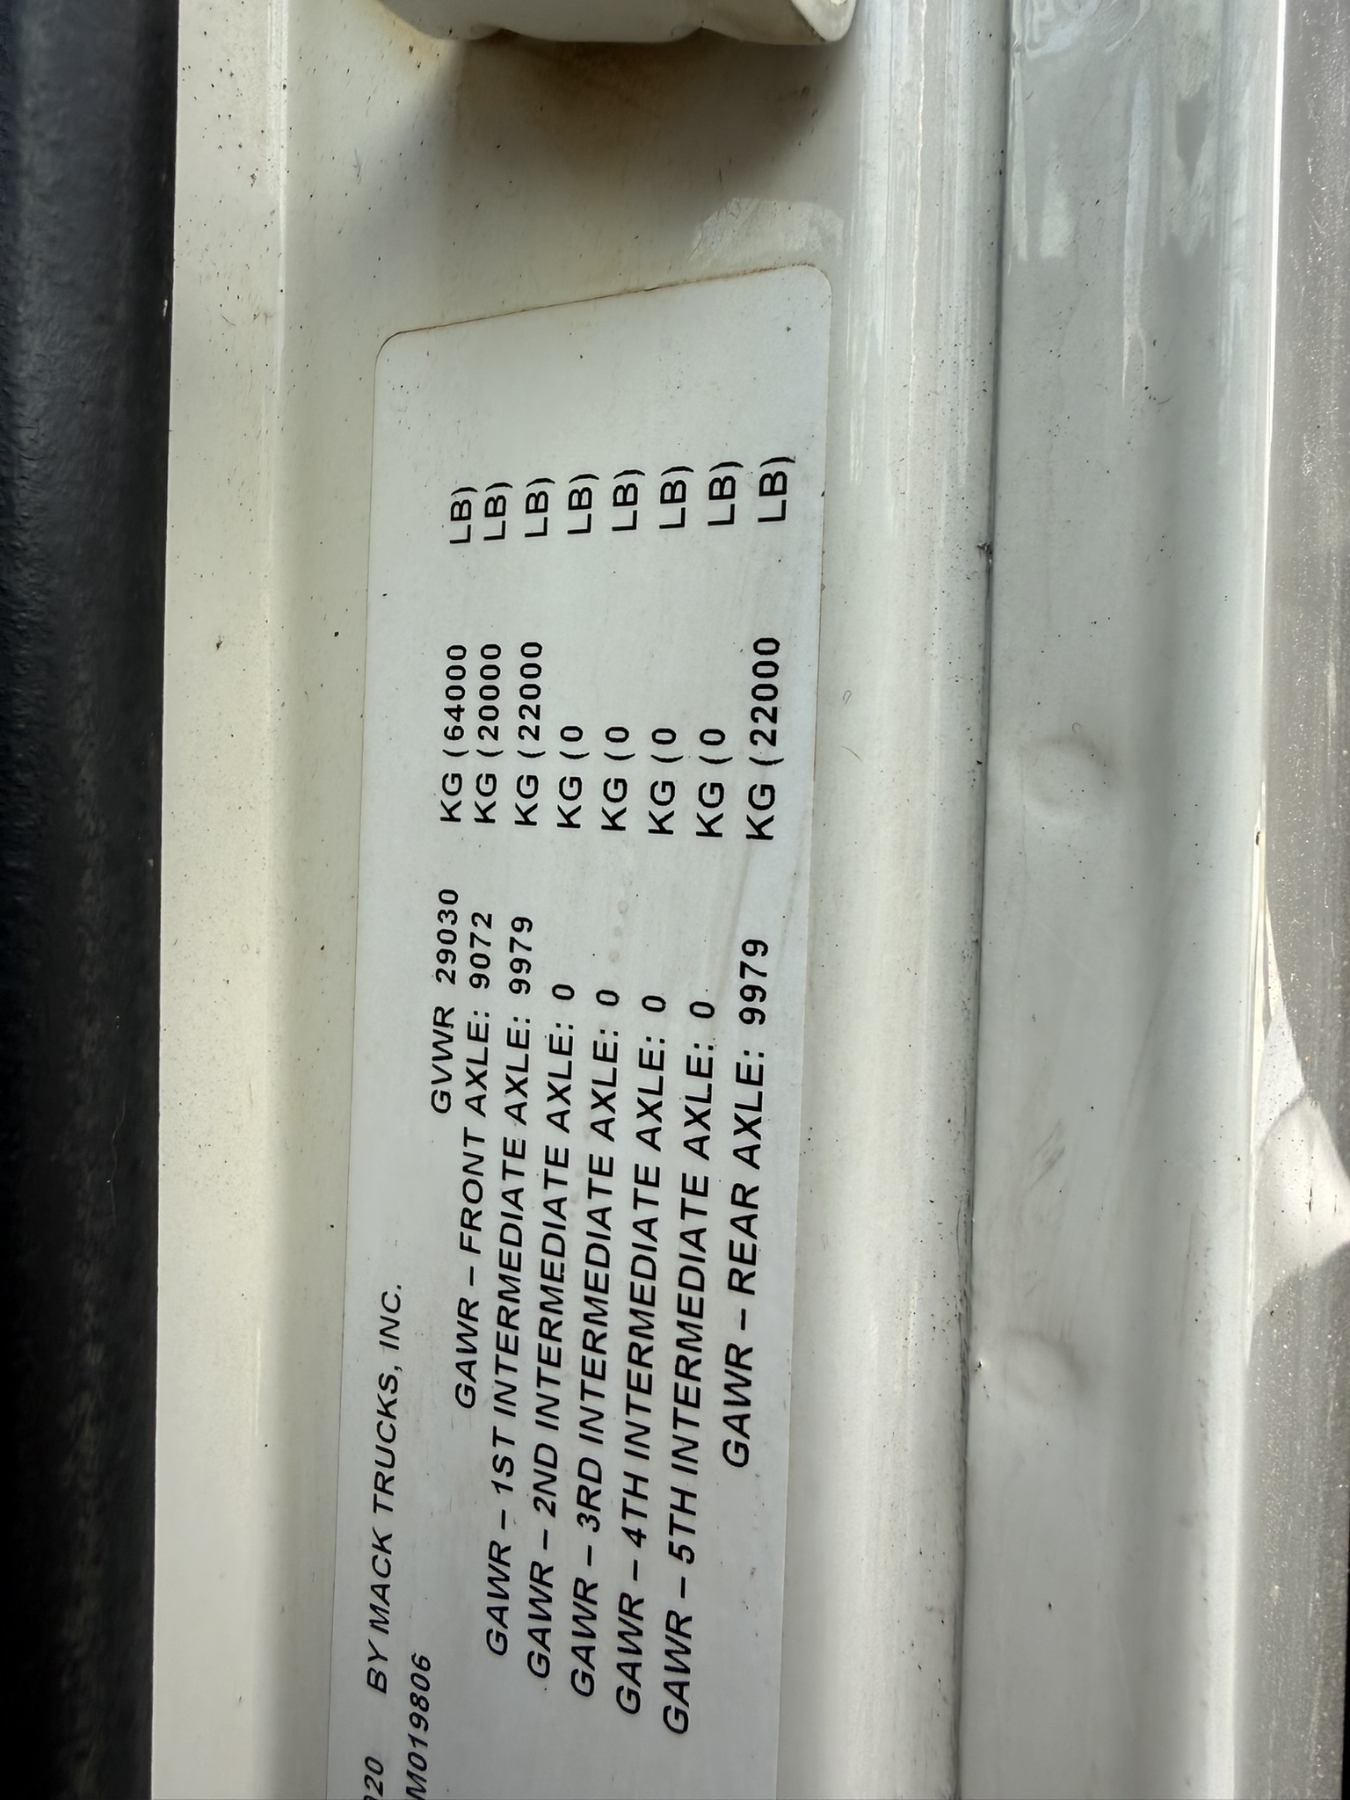 020 BY MACK TRUCKS, INC.
M019806
GVWR 29030 KG (64000 LB)
GAWR – FRONT AXLE: 9072 KG (20000 LB)
GAWR – 1ST INTERMEDIATE AXLE: 9979 KG (22000 LB)
GAWR – 2ND INTERMEDIATE AXLE: 0 KG (0 LB)
GAWR – 3RD INTERMEDIATE AXLE: 0 KG (0 LB)
GAWR – 4TH INTERMEDIATE AXLE: 0 KG (0 LB)
GAWR – 5TH INTERMEDIATE AXLE: 0 KG (0 LB)
GAWR – REAR AXLE: 9979 KG (22000 LB)